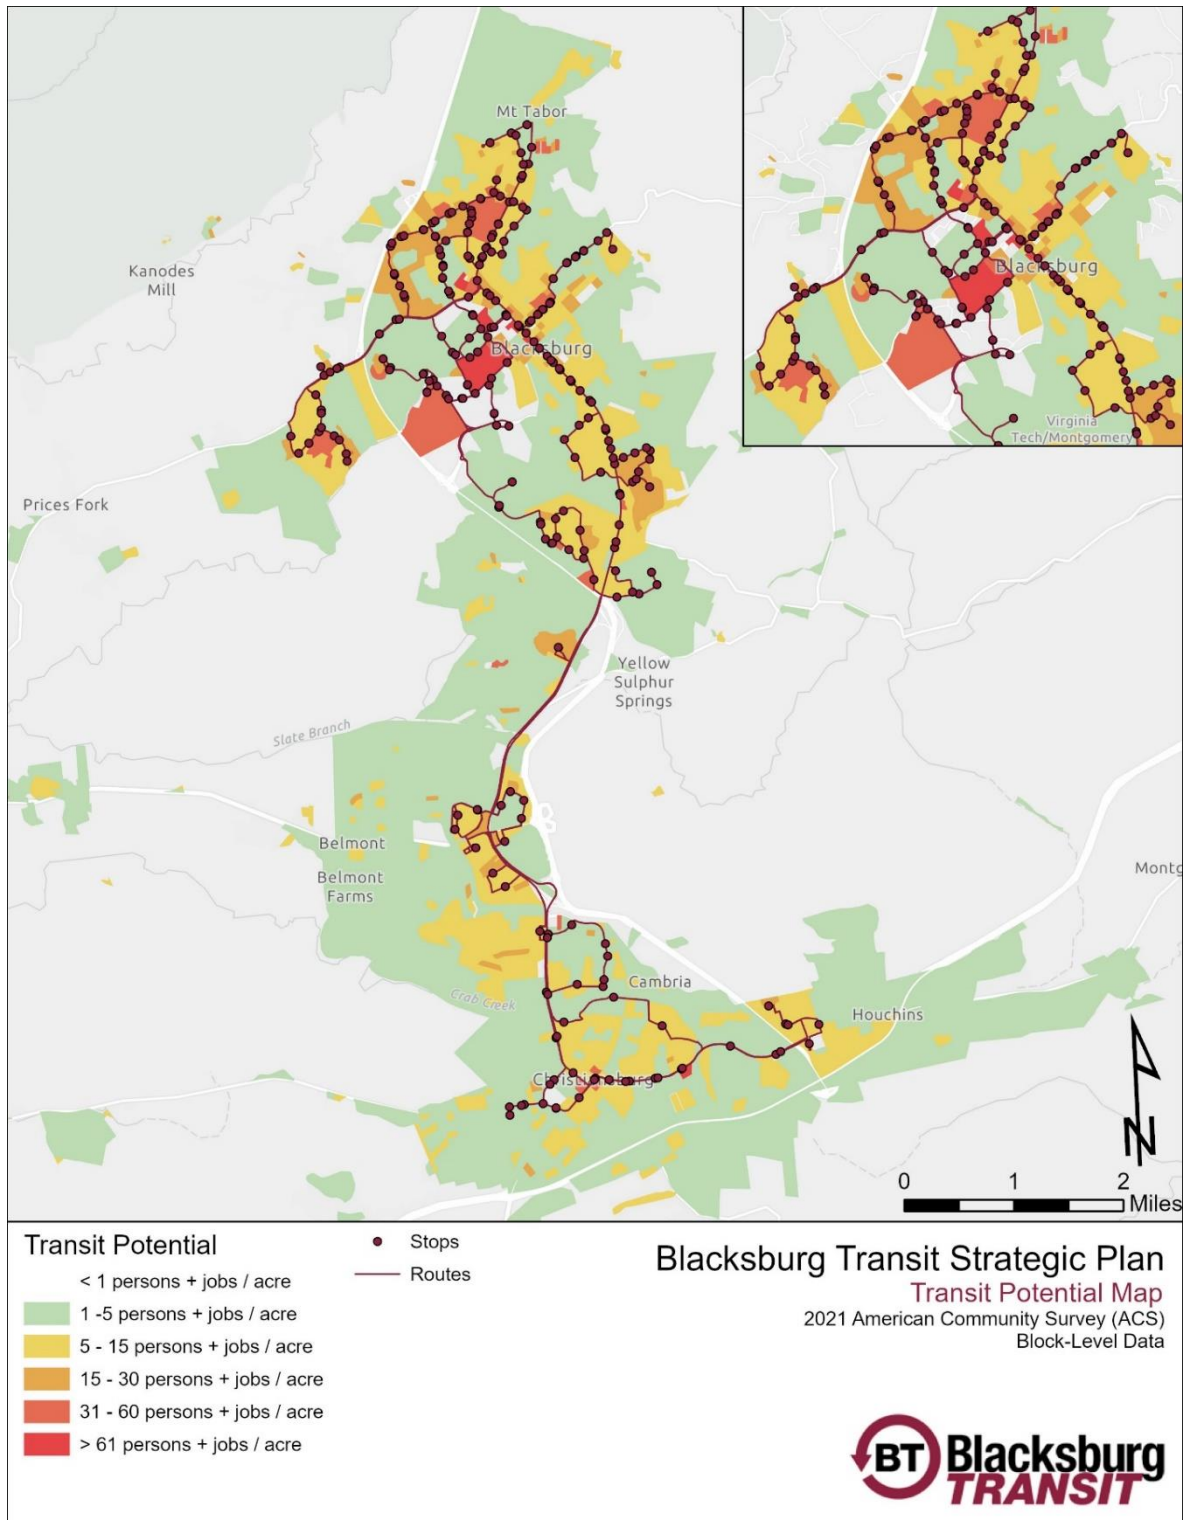 Mt Tabor
Kanodes
Mill
Blacksburg
Blacksburg
Virginia
Tech/Montgomery
Prices Fork
Yellow
Sulphur
Springs
Slate Branch
Belmont
Belmont
Farms
Montg
Crab Creek
Cambria
Houchins
Christiansburg
N
0 1 2
Miles
Transit Potential
< 1 persons + jobs / acre
1 -5 persons + jobs / acre
5 - 15 persons + jobs / acre
15 - 30 persons + jobs / acre
31 - 60 persons + jobs / acre
> 61 persons + jobs / acre
Stops
Routes
Blacksburg Transit Strategic Plan
Transit Potential Map
2021 American Community Survey (ACS)
Block-Level Data
BT Blacksburg
TRANSIT